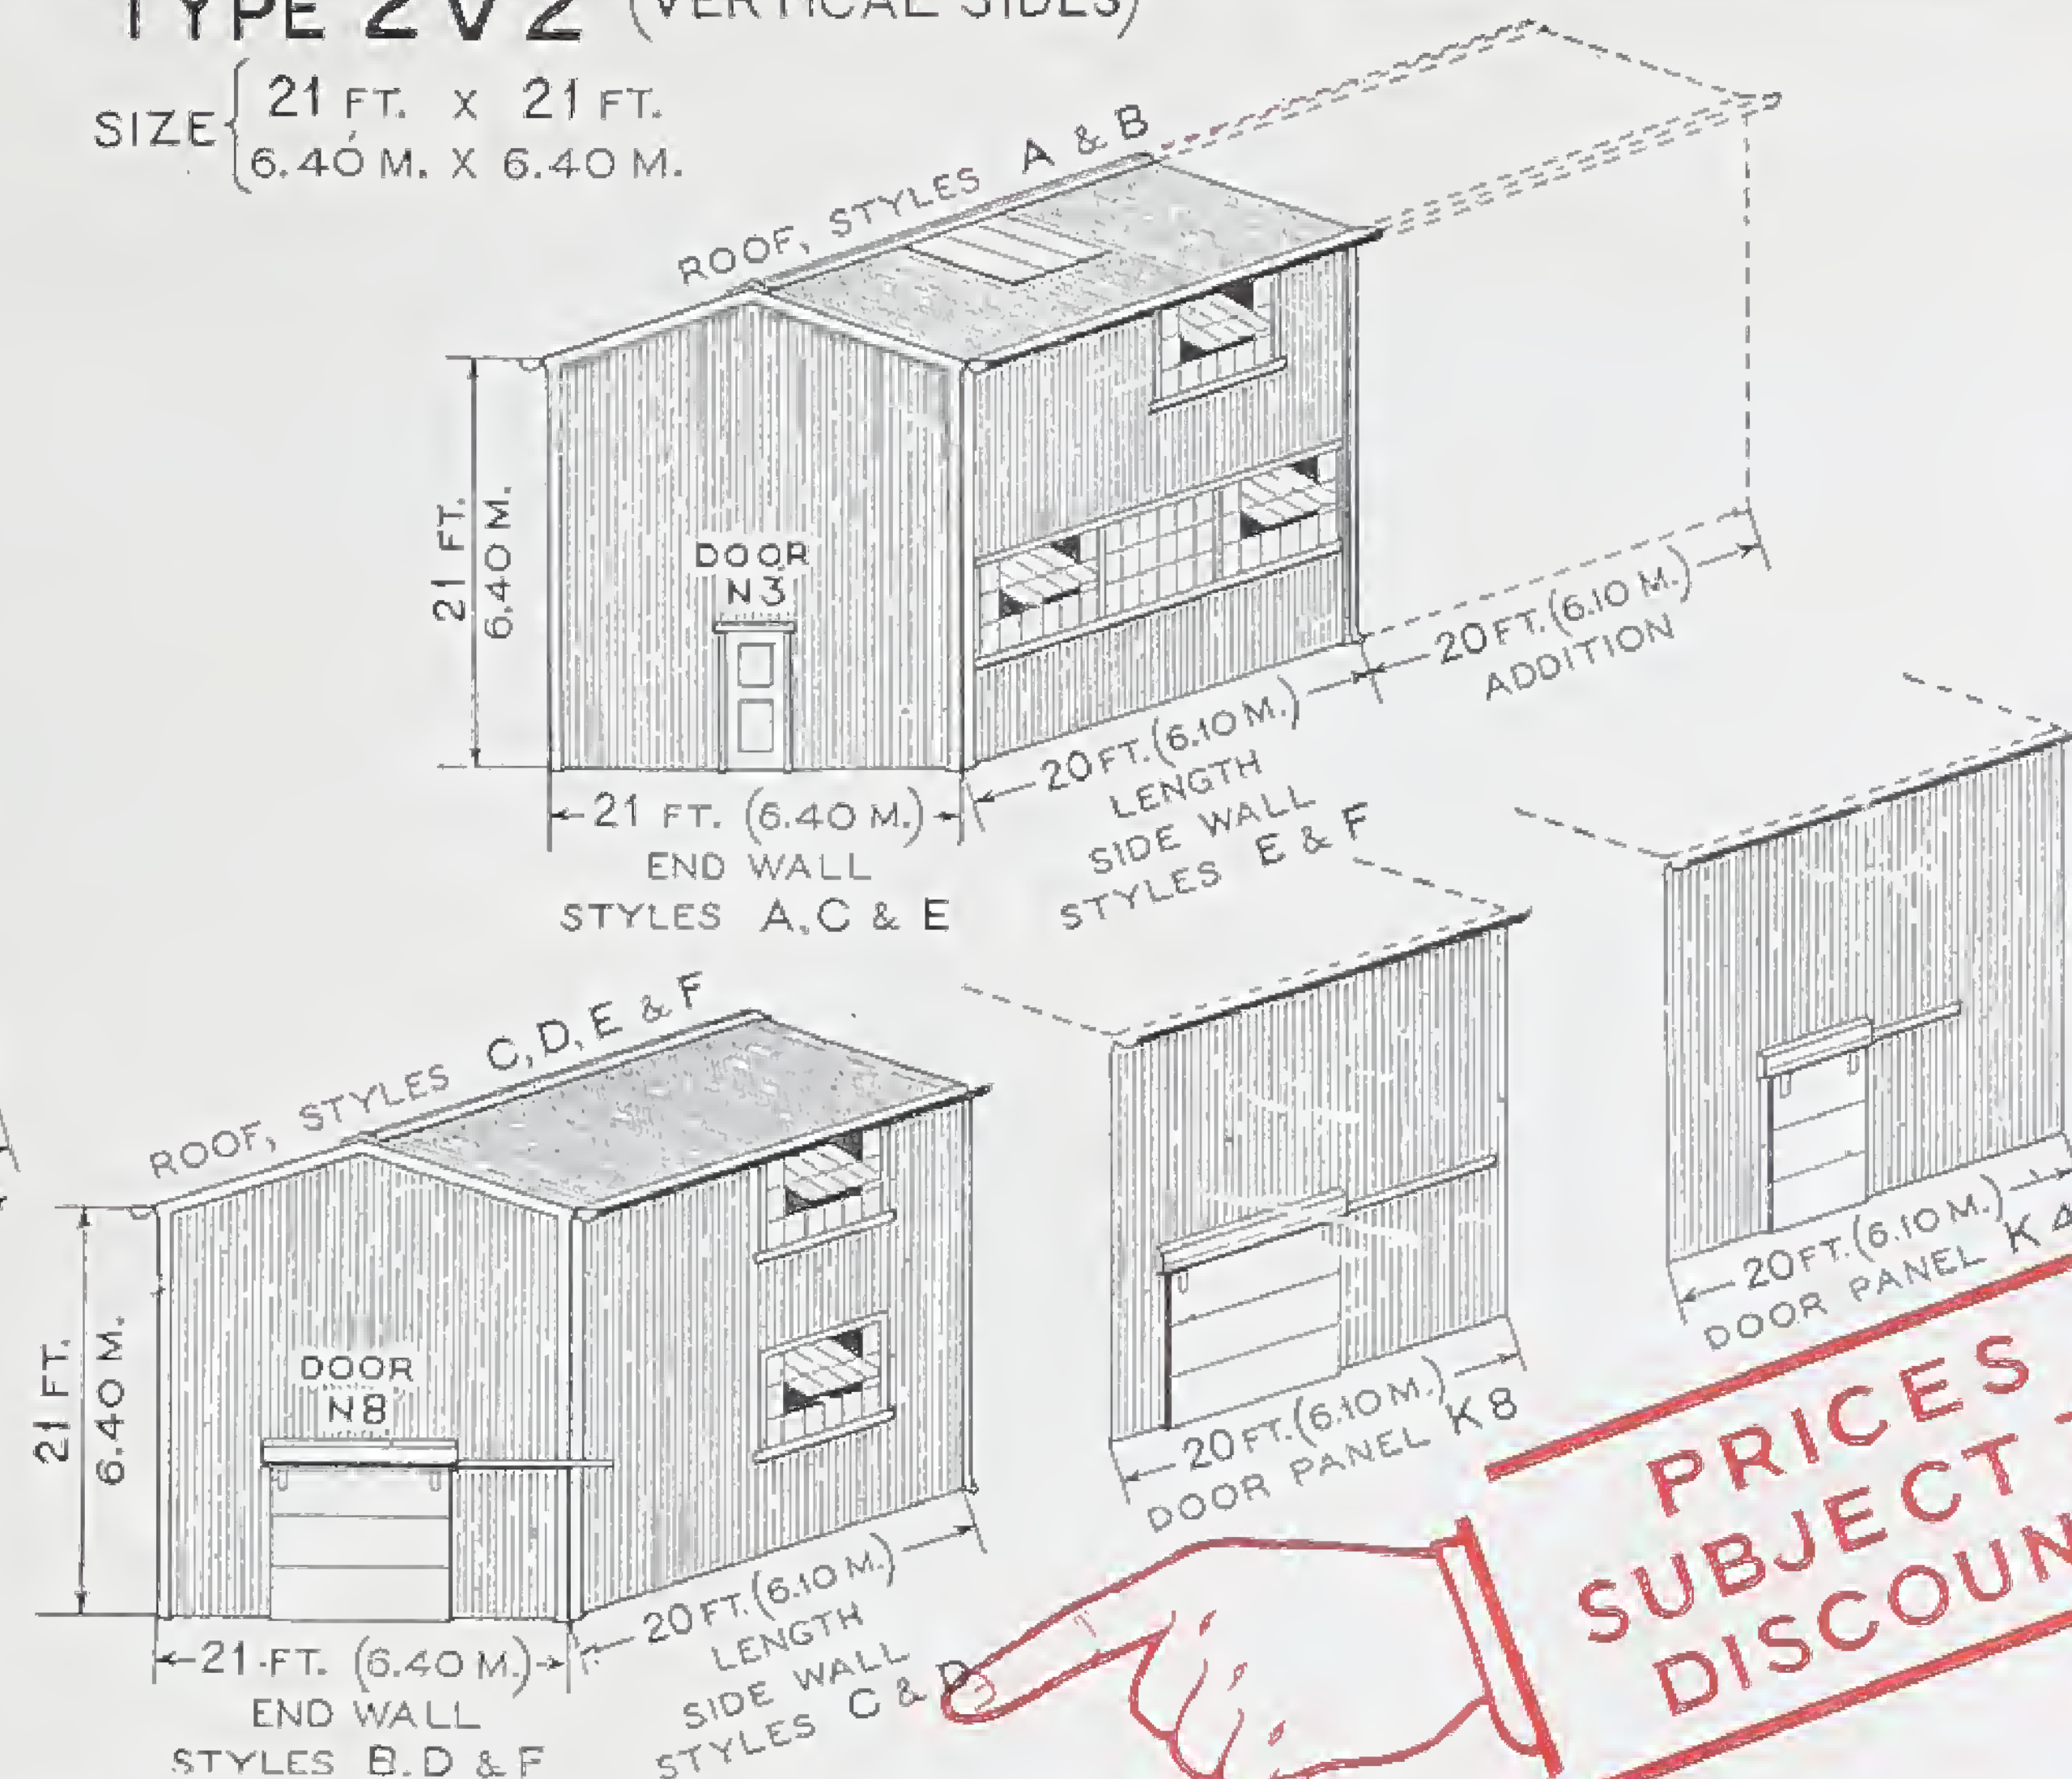 TYPE 2V2 (VERTICAL SIDES)
SIZE { 21 FT. X 21 FT.
6.40 M. X 6.40 M.
ROOF, STYLES A & B
21 FT.
6.40 M.
DOOR
N3
20 FT. (6.10 M.)
ADDITION
21 FT. (6.40 M.)
END WALL
STYLES A, C & E
20 FT. (6.10 M.)
LENGTH
SIDE WALL
STYLES E & F
ROOF, STYLES C, D, E & F
21 FT.
6.40 M.
DOOR
N8
21 FT. (6.40 M.)
END WALL
STYLES B. D & F
20 FT. (6.10 M.)
LENGTH
SIDE WALL
STYLES C & D
20 FT. (6.10 M.)
DOOR PANEL K8
20 FT. (6.10 M.)
DOOR PANEL K4
PRICES
SUBJECT
DISCOUN